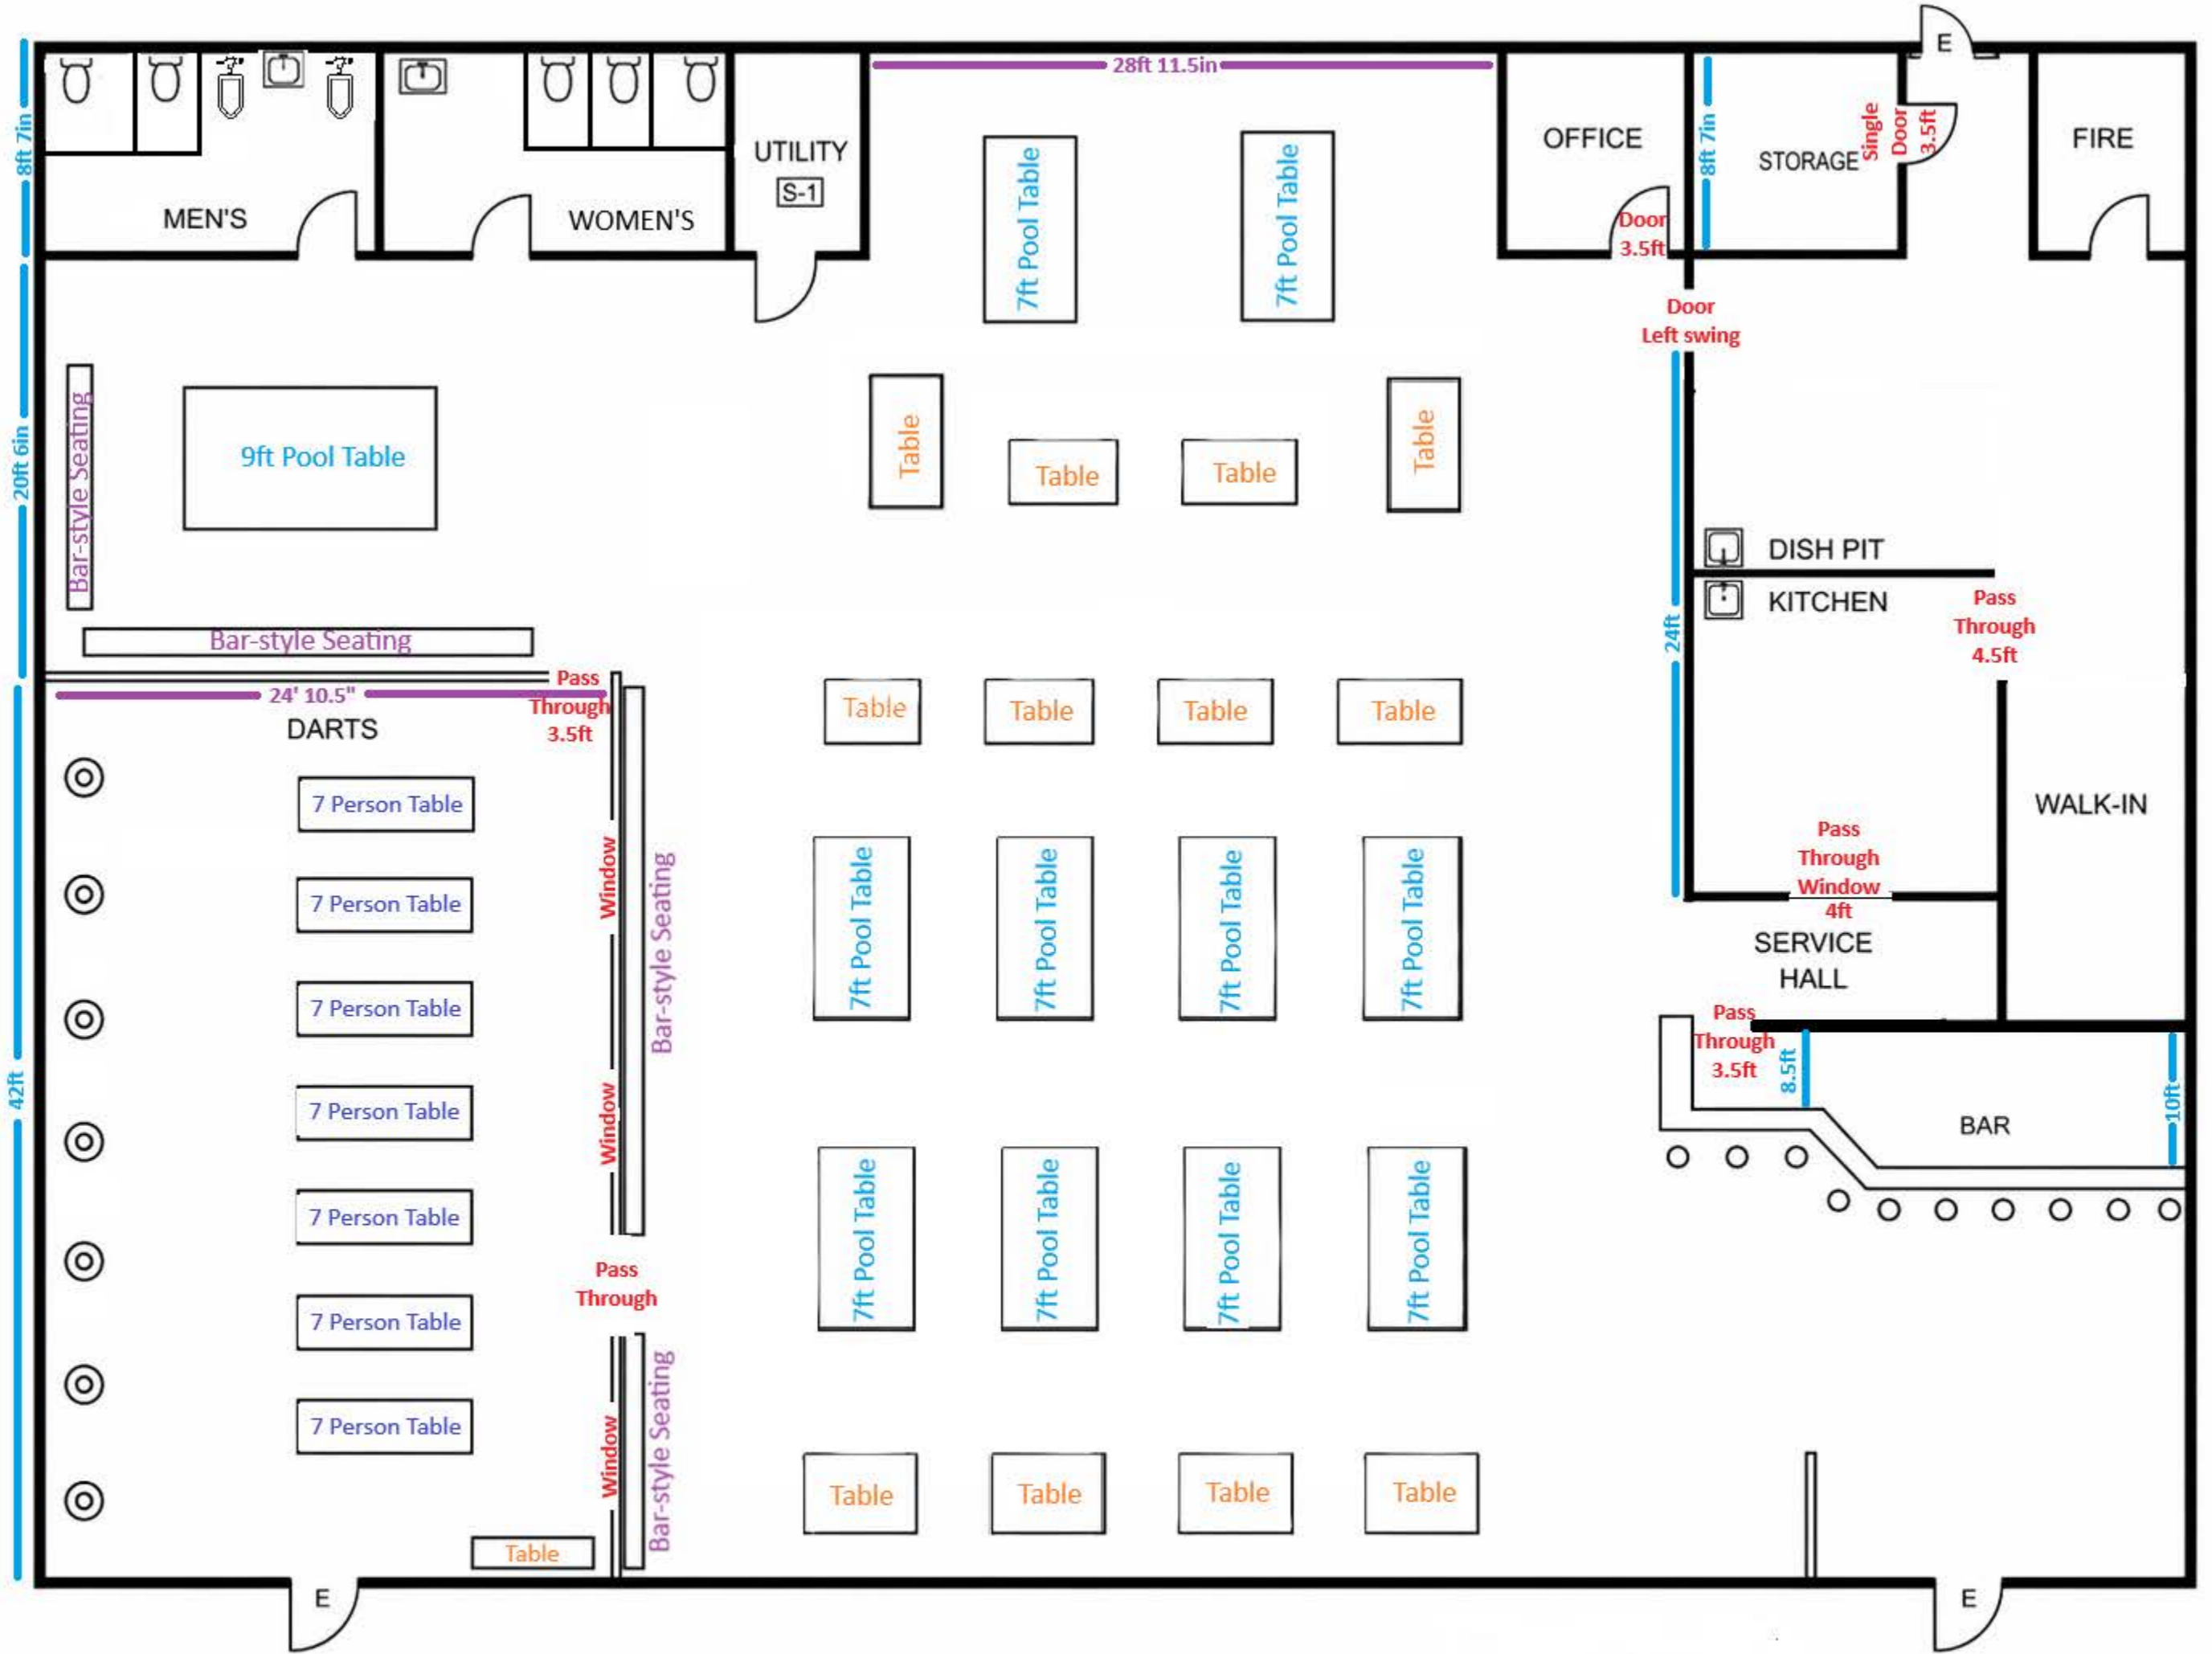 E
28ft 11.5in
8ft 7in
MEN'S
WOMEN'S
UTILITY
S-1
7ft Pool Table
7ft Pool Table
OFFICE
Door
3.5ft
8ft 7in
STORAGE
Single
Door
3.5ft
FIRE
Door
Left swing
20ft 6in
Bar-style Seating
9ft Pool Table
Table
Table
Table
Table
DISH PIT
KITCHEN
Pass
Through
4.5ft
24ft
Bar-style Seating
Pass
Through
3.5ft
24' 10.5"
DARTS
Table
Table
Table
Table
7 Person Table
7 Person Table
7 Person Table
7 Person Table
7 Person Table
7 Person Table
7 Person Table
Window
Window
Window
Bar-style Seating
Bar-style Seating
Pass
Through
7ft Pool Table
7ft Pool Table
7ft Pool Table
7ft Pool Table
WALK-IN
Pass
Through
Window
4ft
SERVICE
HALL
Pass
Through
3.5ft
8.5ft
10ft
BAR
42ft
7ft Pool Table
7ft Pool Table
7ft Pool Table
7ft Pool Table
Table
Table
Table
Table
Table
E
E